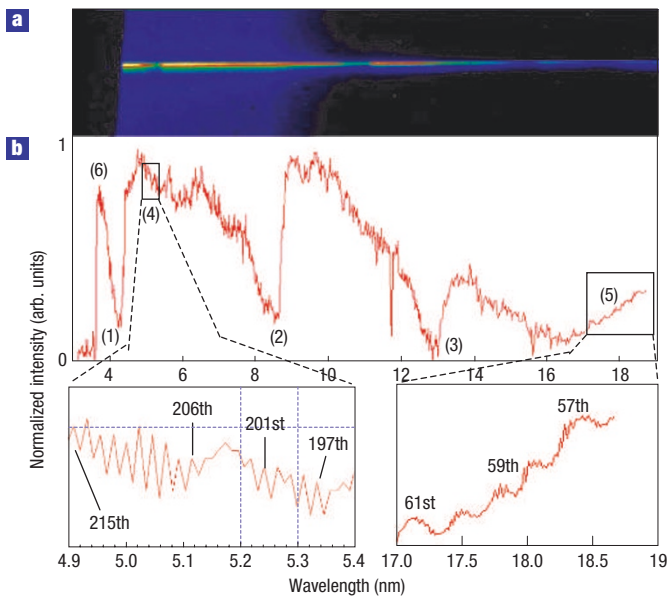 a
b
1
0
Normalized intensity (arb. units)
(6)
(4)
(1)
(2)
(3)
(5)
4 6 8 10 12 14 16 18
206th
201st
197th
215th
4.9 5.0 5.1 5.2 5.3 5.4
57th
59th
61st
17.0 17.5 18.0 18.5 19
Wavelength (nm)